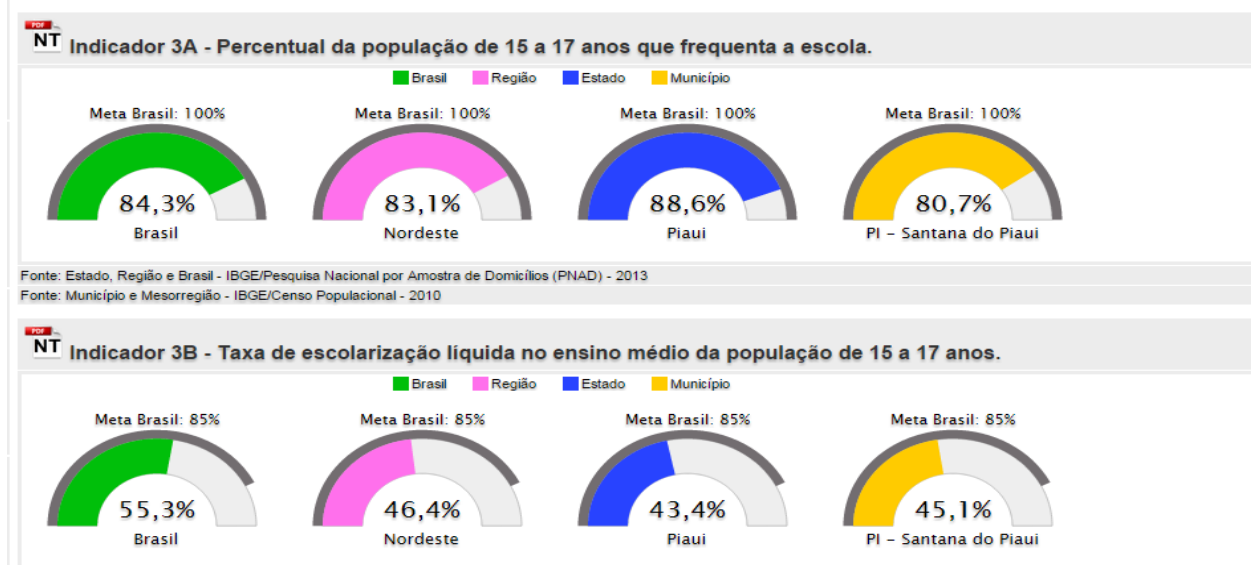 PDF
NT Indicador 3A - Percentual da população de 15 a 17 anos que frequenta a escola.
Brasil Região Estado Município
Meta Brasil: 100% Meta Brasil: 100% Meta Brasil: 100% Meta Brasil: 100%
84,3% 83,1% 88,6% 80,7%
Brasil Nordeste Piaui PI – Santana do Piaui
Fonte: Estado, Região e Brasil - IBGE/Pesquisa Nacional por Amostra de Domicílios (PNAD) - 2013
Fonte: Município e Mesorregião - IBGE/Censo Populacional - 2010
PDF
NT Indicador 3B - Taxa de escolarização líquida no ensino médio da população de 15 a 17 anos.
Brasil Região Estado Município
Meta Brasil: 85% Meta Brasil: 85% Meta Brasil: 85% Meta Brasil: 85%
55,3% 46,4% 43,4% 45,1%
Brasil Nordeste Piaui PI – Santana do Piaui